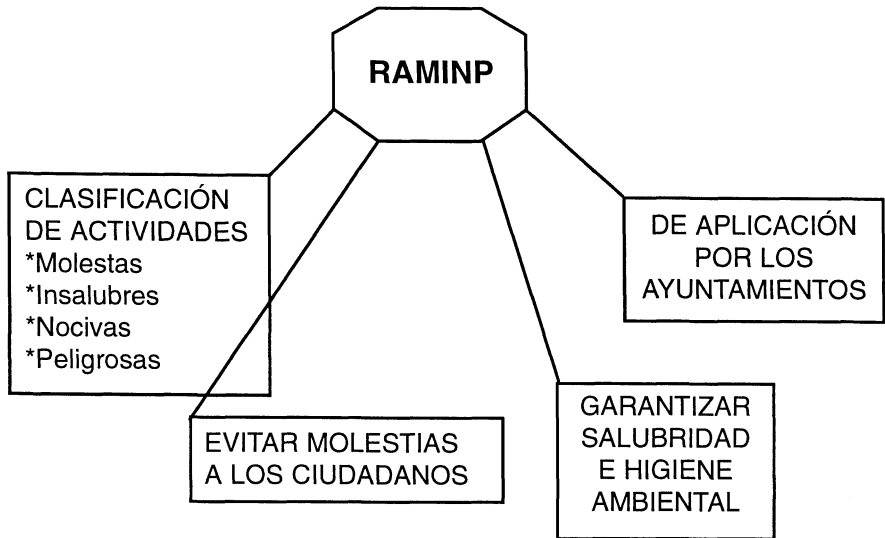 RAMINP
CLASIFICACIÓN
DE ACTIVIDADES
*Molestas
*Insalubres
*Nocivas
*Peligrosas
EVITAR MOLESTIAS
A LOS CIUDADANOS
GARANTIZAR
SALUBRIDAD
E HIGIENE
AMBIENTAL
DE APLICACIÓN
POR LOS
AYUNTAMIENTOS